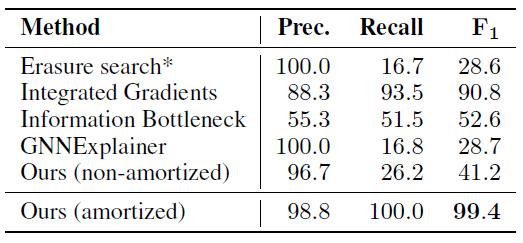 Method Prec. Recall F1
Erasure search* 100.0 16.7 28.6
Integrated Gradients 88.3 93.5 90.8
Information Bottleneck 55.3 51.5 52.6
GNNExplainer 100.0 16.8 28.7
Ours (non-amortized) 96.7 26.2 41.2
Ours (amortized) 98.8 100.0 99.4